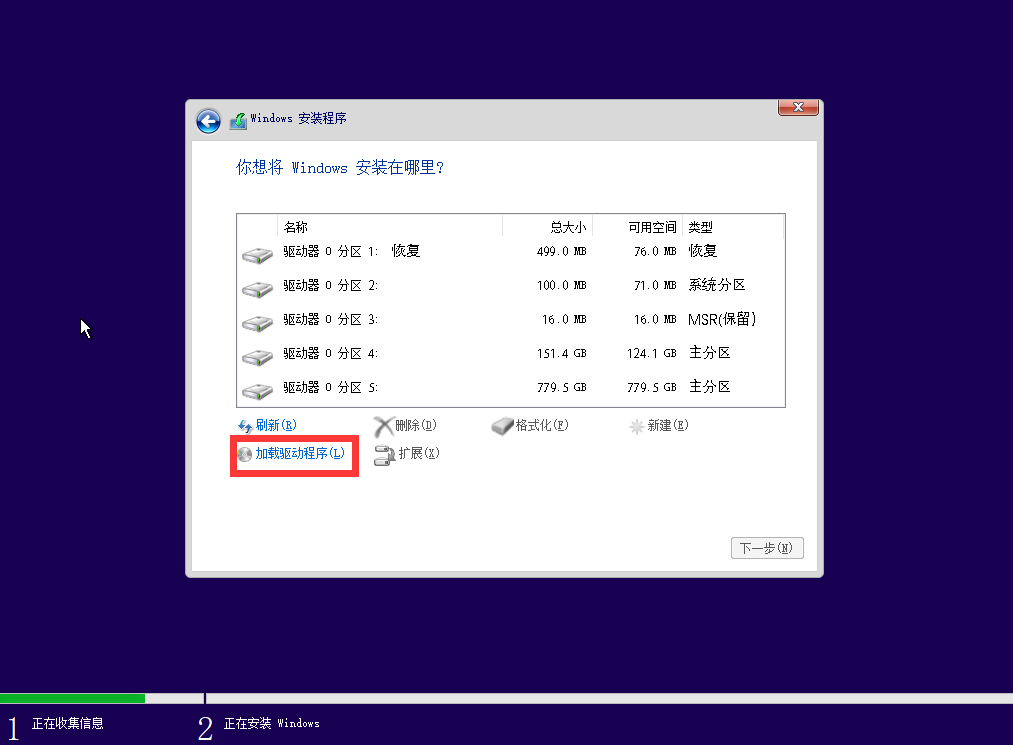 Windows 安装程序
你想将 Windows 安装在哪里?
名称 总大小 可用空间 类型
驱动器 0 分区 1: 恢复 499.0 MB 76.0 MB 恢复
驱动器 0 分区 2: 100.0 MB 71.0 MB 系统分区
驱动器 0 分区 3: 16.0 MB 16.0 MB MSR(保留)
驱动器 0 分区 4: 151.4 GB 124.1 GB 主分区
驱动器 0 分区 5: 779.5 GB 779.5 GB 主分区
刷新(R) 删除(D) 格式化(F) 新建(E)
加载驱动程序(L) 扩展(X)
下一步(N)
1 正在收集信息 2 正在安装 Windows